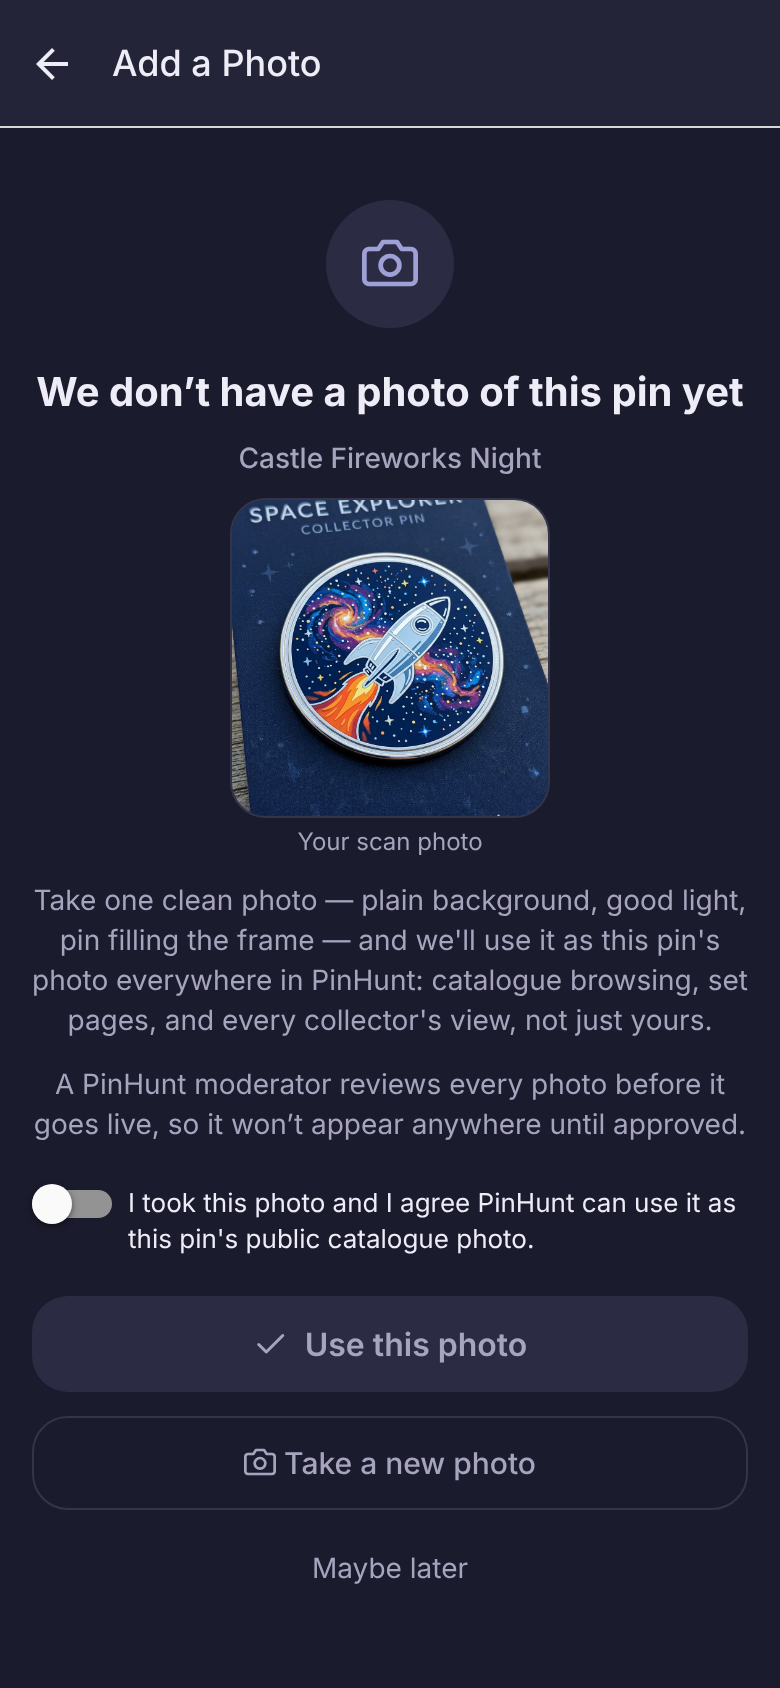 Add a Photo
We don’t have a photo of this pin yet
Castle Fireworks Night
SPACE EXPLORER
COLLECTOR PIN
Your scan photo
Take one clean photo — plain background, good light,
pin filling the frame — and we'll use it as this pin's
photo everywhere in PinHunt: catalogue browsing, set
pages, and every collector's view, not just yours.
A PinHunt moderator reviews every photo before it
goes live, so it won’t appear anywhere until approved.
I took this photo and I agree PinHunt can use it as
this pin's public catalogue photo.
Use this photo
Take a new photo
Maybe later